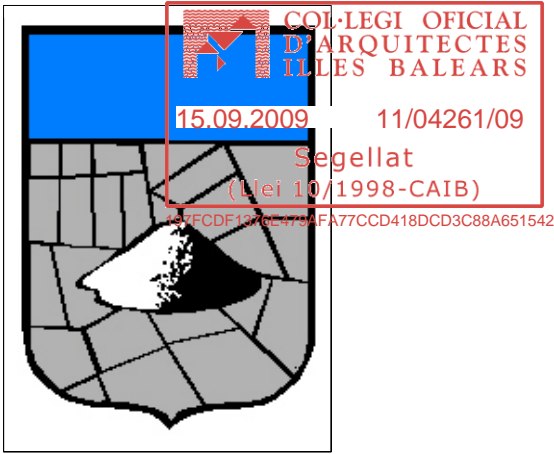 COL·LEGI OFICIAL
D'ARQUITECTES
ILLES BALEARS
15.09.2009 11/04261/09
Segellat
(Llei 10/1998-CAIB)
197FCDF1376E479AFA77CCD418DCD3C88A651542